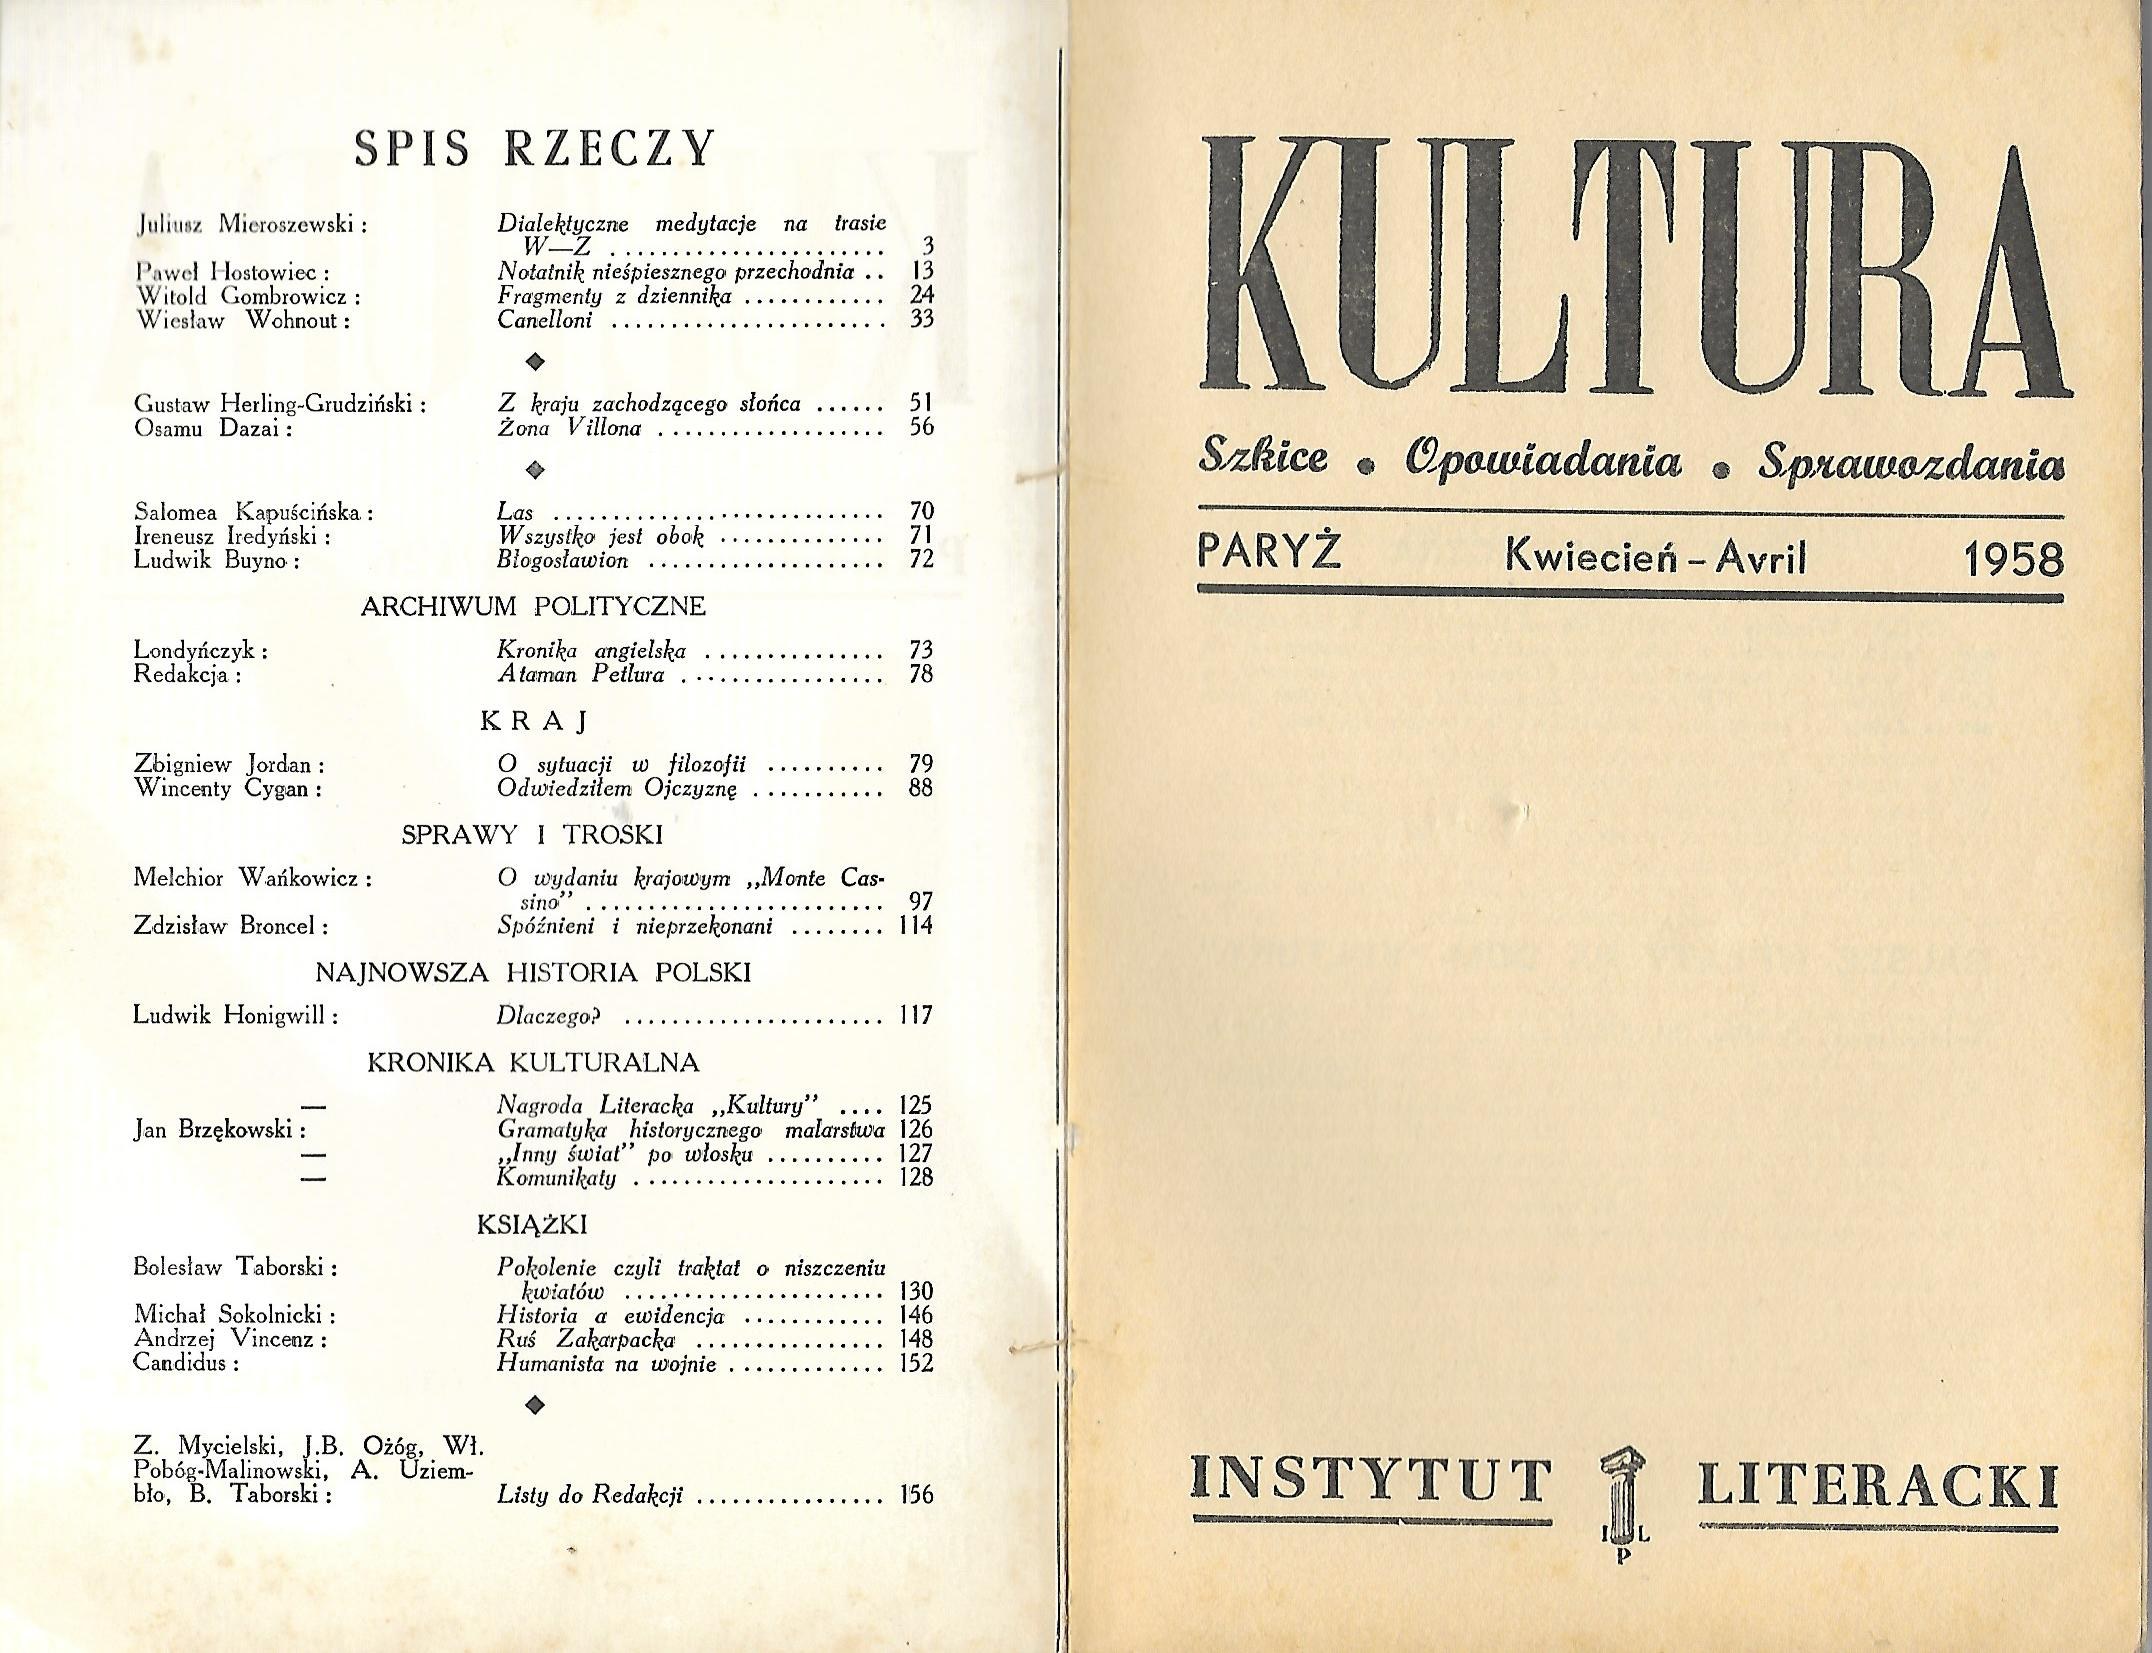 SPIS RZECZY
Juliusz Mieroszewski : Dialektyczne medytacje na trasie
W—Z ........................ 3
Paweł Hostowiec : Notatnik nieśpiesznego przechodnia .. 13
Witold Gombrowicz : Fragmenty z dziennika ............ 24
Wiesław Wohnout : Canelloni ....................... 33
Gustaw Herling-Grudziński : Z kraju zachodzącego słońca ...... 51
Osamu Dazai : Żona Villona ................... 56
Salomea Kapuścińska : Las ............................ 70
Ireneusz Iredyński : Wszystko jest obok .............. 71
Ludwik Buyno : Błogosławion .................... 72
ARCHIWUM POLITYCZNE
Londyńczyk : Kronika angielska ............... 73
Redakcja : Ataman Petlura ................. 78
KRAJ
Zbigniew Jordan : O sytuacji w filozofii .......... 79
Wincenty Cygan : Odwiedziłem Ojczyznę ........... 88
SPRAWY I TROSKI
Melchior Wańkowicz : O wydaniu krajowym „Monte Cas-
sino" ......................... 97
Zdzisław Broncel : Spóźnieni i nieprzekonani ........ 114
NAJNOWSZA HISTORIA POLSKI
Ludwik Honigwill : Dlaczego? ...................... 117
KRONIKA KULTURALNA
— Nagroda Literacka „Kultury" .... 125
Jan Brzękowski : Gramatyka historycznego malarstwa 126
— „Inny świat" po włosku .......... 127
— Komunikaty ..................... 128
KSIĄŻKI
Bolesław Taborski : Pokolenie czyli traktat o niszczeniu
kwiatów ...................... 130
Michał Sokolnicki : Historia a ewidencja ............ 146
Andrzej Vincenz : Ruś Zakarpacka ................ 148
Candidus : Humanista na wojnie ............. 152
Z. Mycielski, J.B. Ożóg, Wł.
Pobóg-Malinowski, A. Uziem-
bło, B. Taborski : Listy do Redakcji ................ 156
KULTURA
Szkice • Opowiadania • Sprawozdania
PARYŻ Kwiecień – Avril 1958
INSTYTUT LITERACKI
I L
P